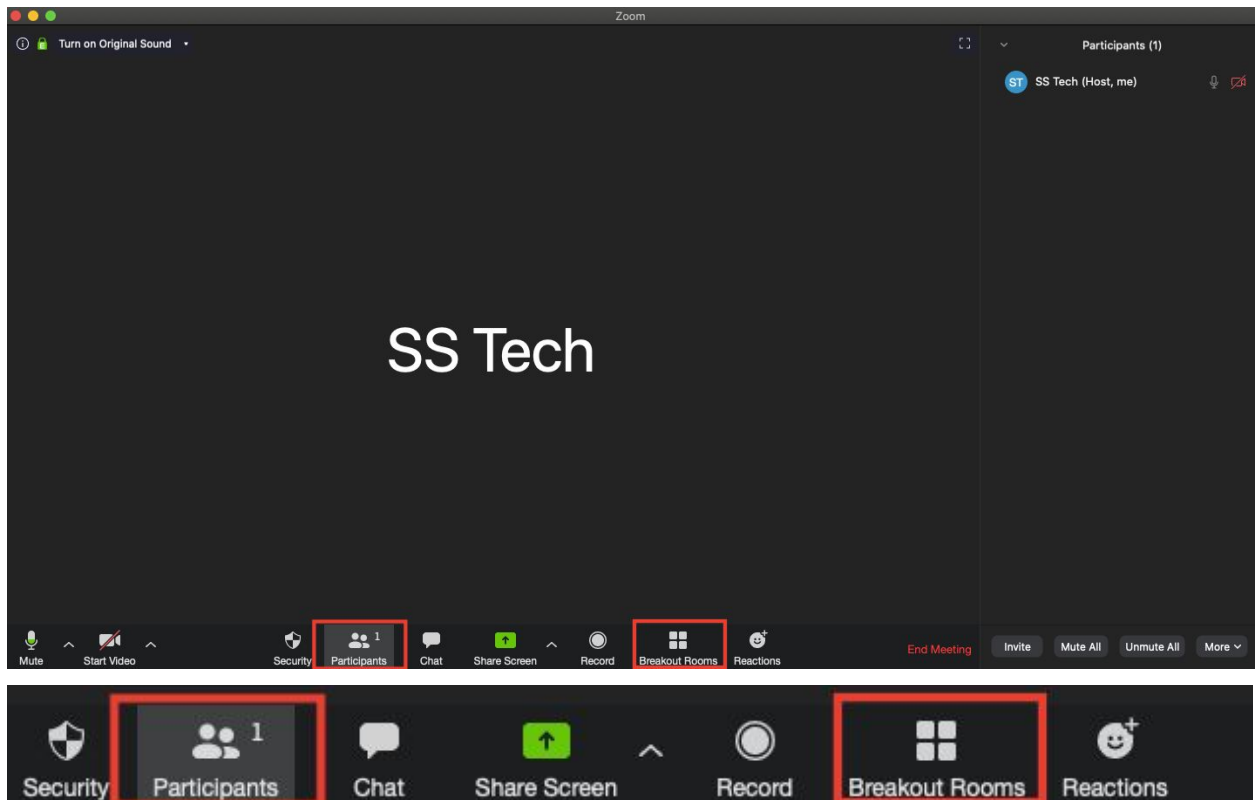 Zoom
Turn on Original Sound
Participants (1)
ST SS Tech (Host, me)
SS Tech
Mute Start Video Security Participants 1 Chat Share Screen Record Breakout Rooms Reactions End Meeting Invite Mute All Unmute All More
Security Participants 1 Chat Share Screen Record Breakout Rooms Reactions